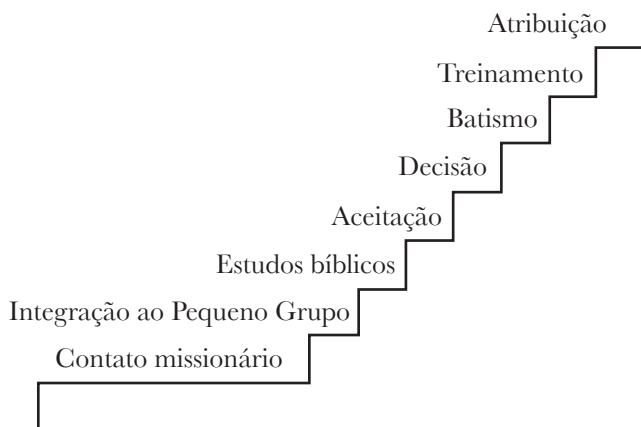 Atribuição
Treinamento
Batismo
Decisão
Aceitação
Estudos bíblicos
Integração ao Pequeno Grupo
Contato missionário